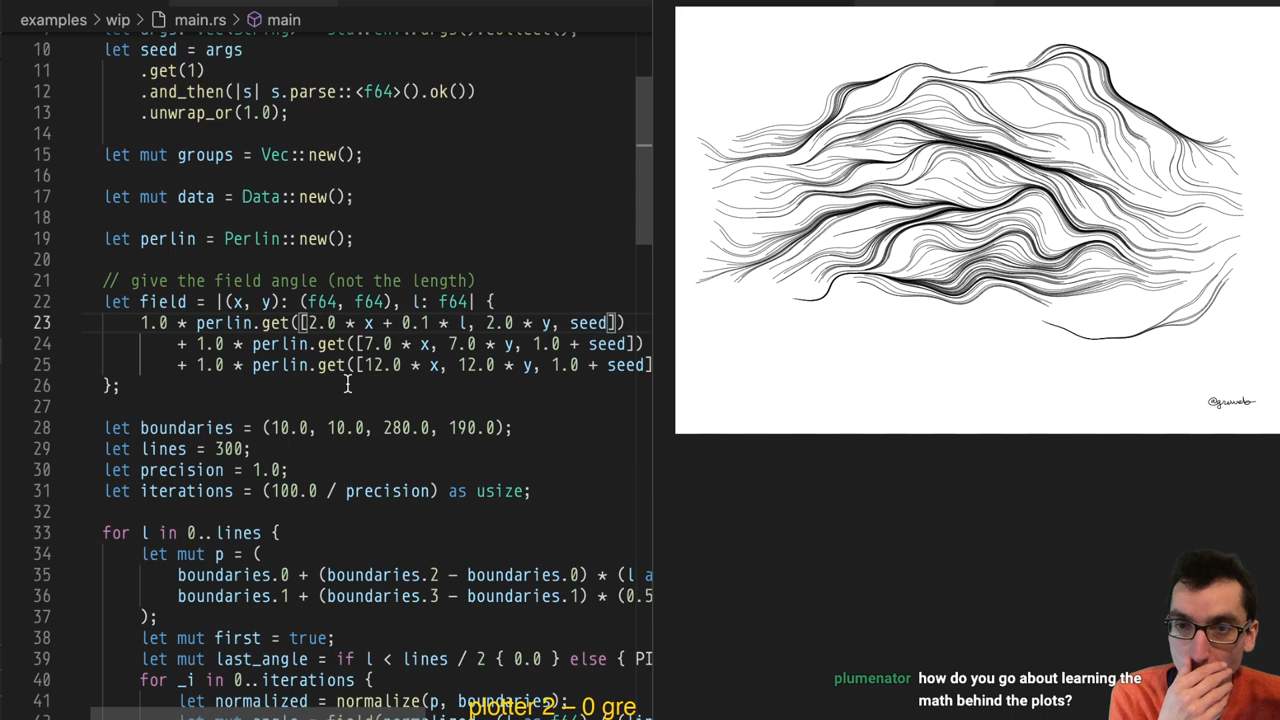 examples > wip > main.rs > main
10 let seed = args
11 .get(1)
12 .and_then(|s| s.parse::<f64>().ok())
13 .unwrap_or(1.0);
14
15 let mut groups = Vec::new();
16
17 let mut data = Data::new();
18
19 let perlin = Perlin::new();
20
21 // give the field angle (not the length)
22 let field = |(x, y): (f64, f64), l: f64| {
23 1.0 * perlin.get([2.0 * x + 0.1 * l, 2.0 * y, seed])
24 + 1.0 * perlin.get([7.0 * x, 7.0 * y, 1.0 + seed])
25 + 1.0 * perlin.get([12.0 * x, 12.0 * y, 1.0 + seed]
26 };
27
28 let boundaries = (10.0, 10.0, 280.0, 190.0);
29 let lines = 300;
30 let precision = 1.0;
31 let iterations = (100.0 / precision) as usize;
32
33 for l in 0..lines {
34 let mut p = (
35 boundaries.0 + (boundaries.2 - boundaries.0) * (l a
36 boundaries.1 + (boundaries.3 - boundaries.1) * (0.5
37 );
38 let mut first = true;
39 let mut last_angle = if l < lines / 2 { 0.0 } else { PI
40 for _i in 0..iterations {
41 let normalized = normalize(p, boundaries);
plotter 2 – 0 gre
@greweb
plumenator how do you go about learning the
math behind the plots?